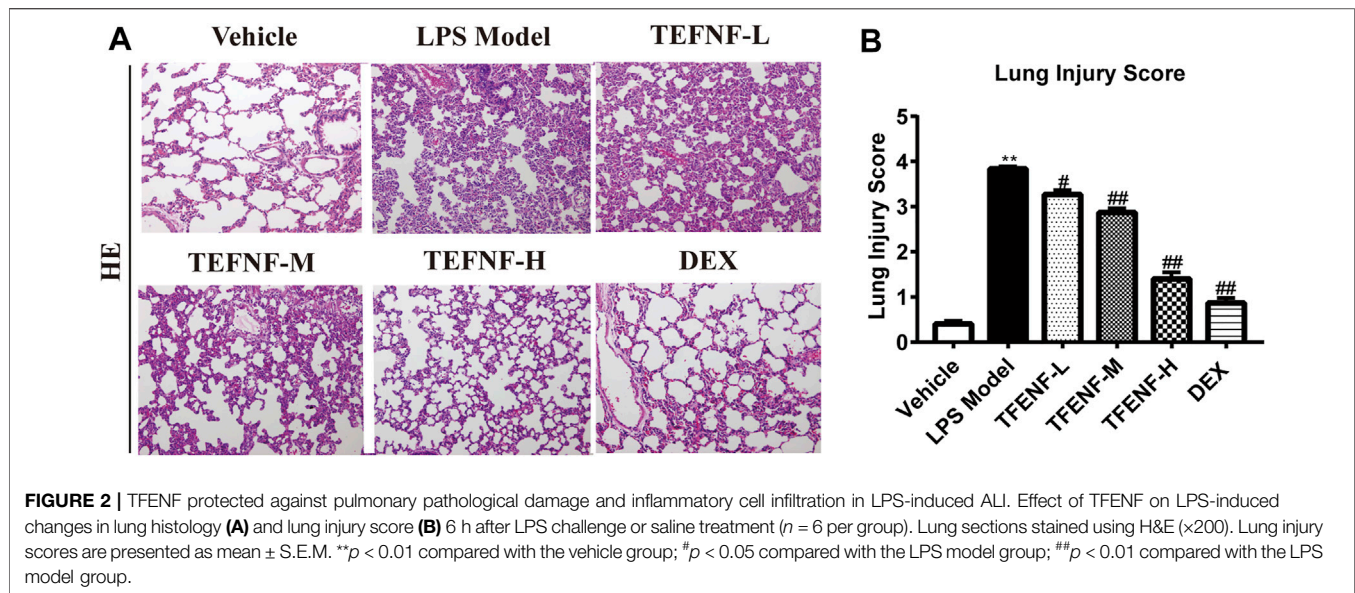 A
Vehicle
LPS Model
TEFNF-L
HE
TEFNF-M
TEFNF-H
DEX
B
Lung Injury Score
Lung Injury Score
5
4
3
2
1
0
**
#
##
##
##
Vehicle
LPS Model
TFENF-L
TFENF-M
TFENF-H
DEX
FIGURE 2 | TFENF protected against pulmonary pathological damage and inflammatory cell infiltration in LPS-induced ALI. Effect of TFENF on LPS-induced
changes in lung histology (A) and lung injury score (B) 6 h after LPS challenge or saline treatment (n = 6 per group). Lung sections stained using H&E (×200). Lung injury
scores are presented as mean ± S.E.M. **p < 0.01 compared with the vehicle group; #p < 0.05 compared with the LPS model group; ##p < 0.01 compared with the LPS
model group.